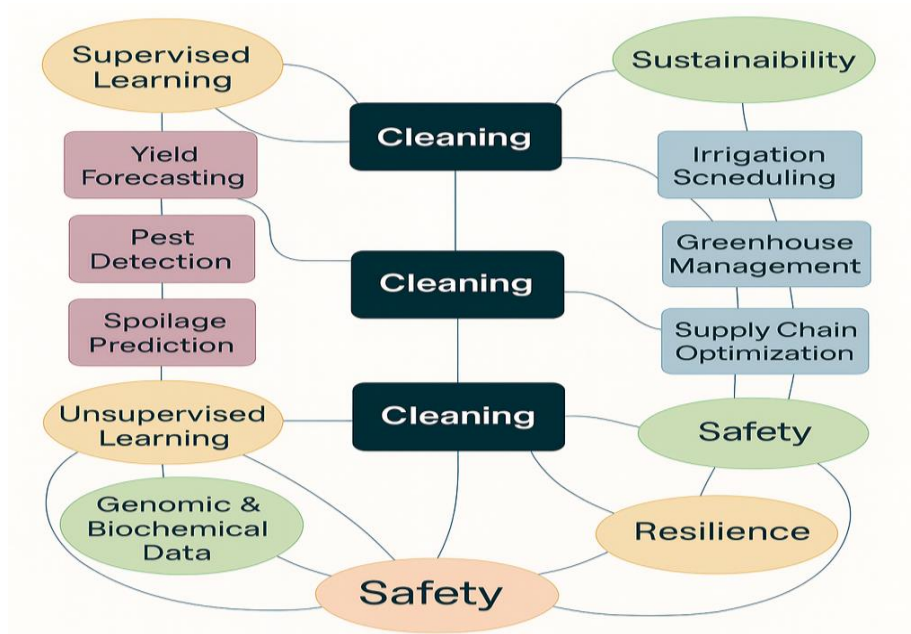 Supervised
Learning
Sustainaibility
Cleaning
Yield
Forecasting
Irrigation
Scneduling
Pest
Detection
Greenhouse
Management
Cleaning
Spoilage
Prediction
Supply Chain
Optimization
Unsupervised
Learning
Cleaning
Safety
Genomic &
Biochemical
Data
Resilience
Safety